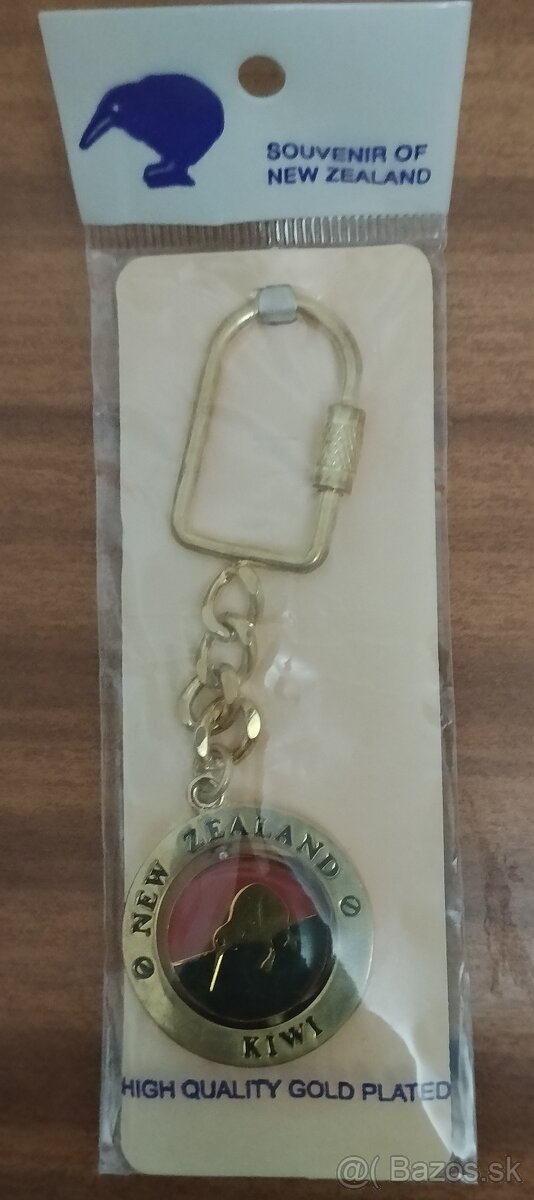 SOUVENIR OF
NEW ZEALAND
NEW ZEALAND
KIWI
HIGH QUALITY GOLD PLATED
@( Bazos.sk